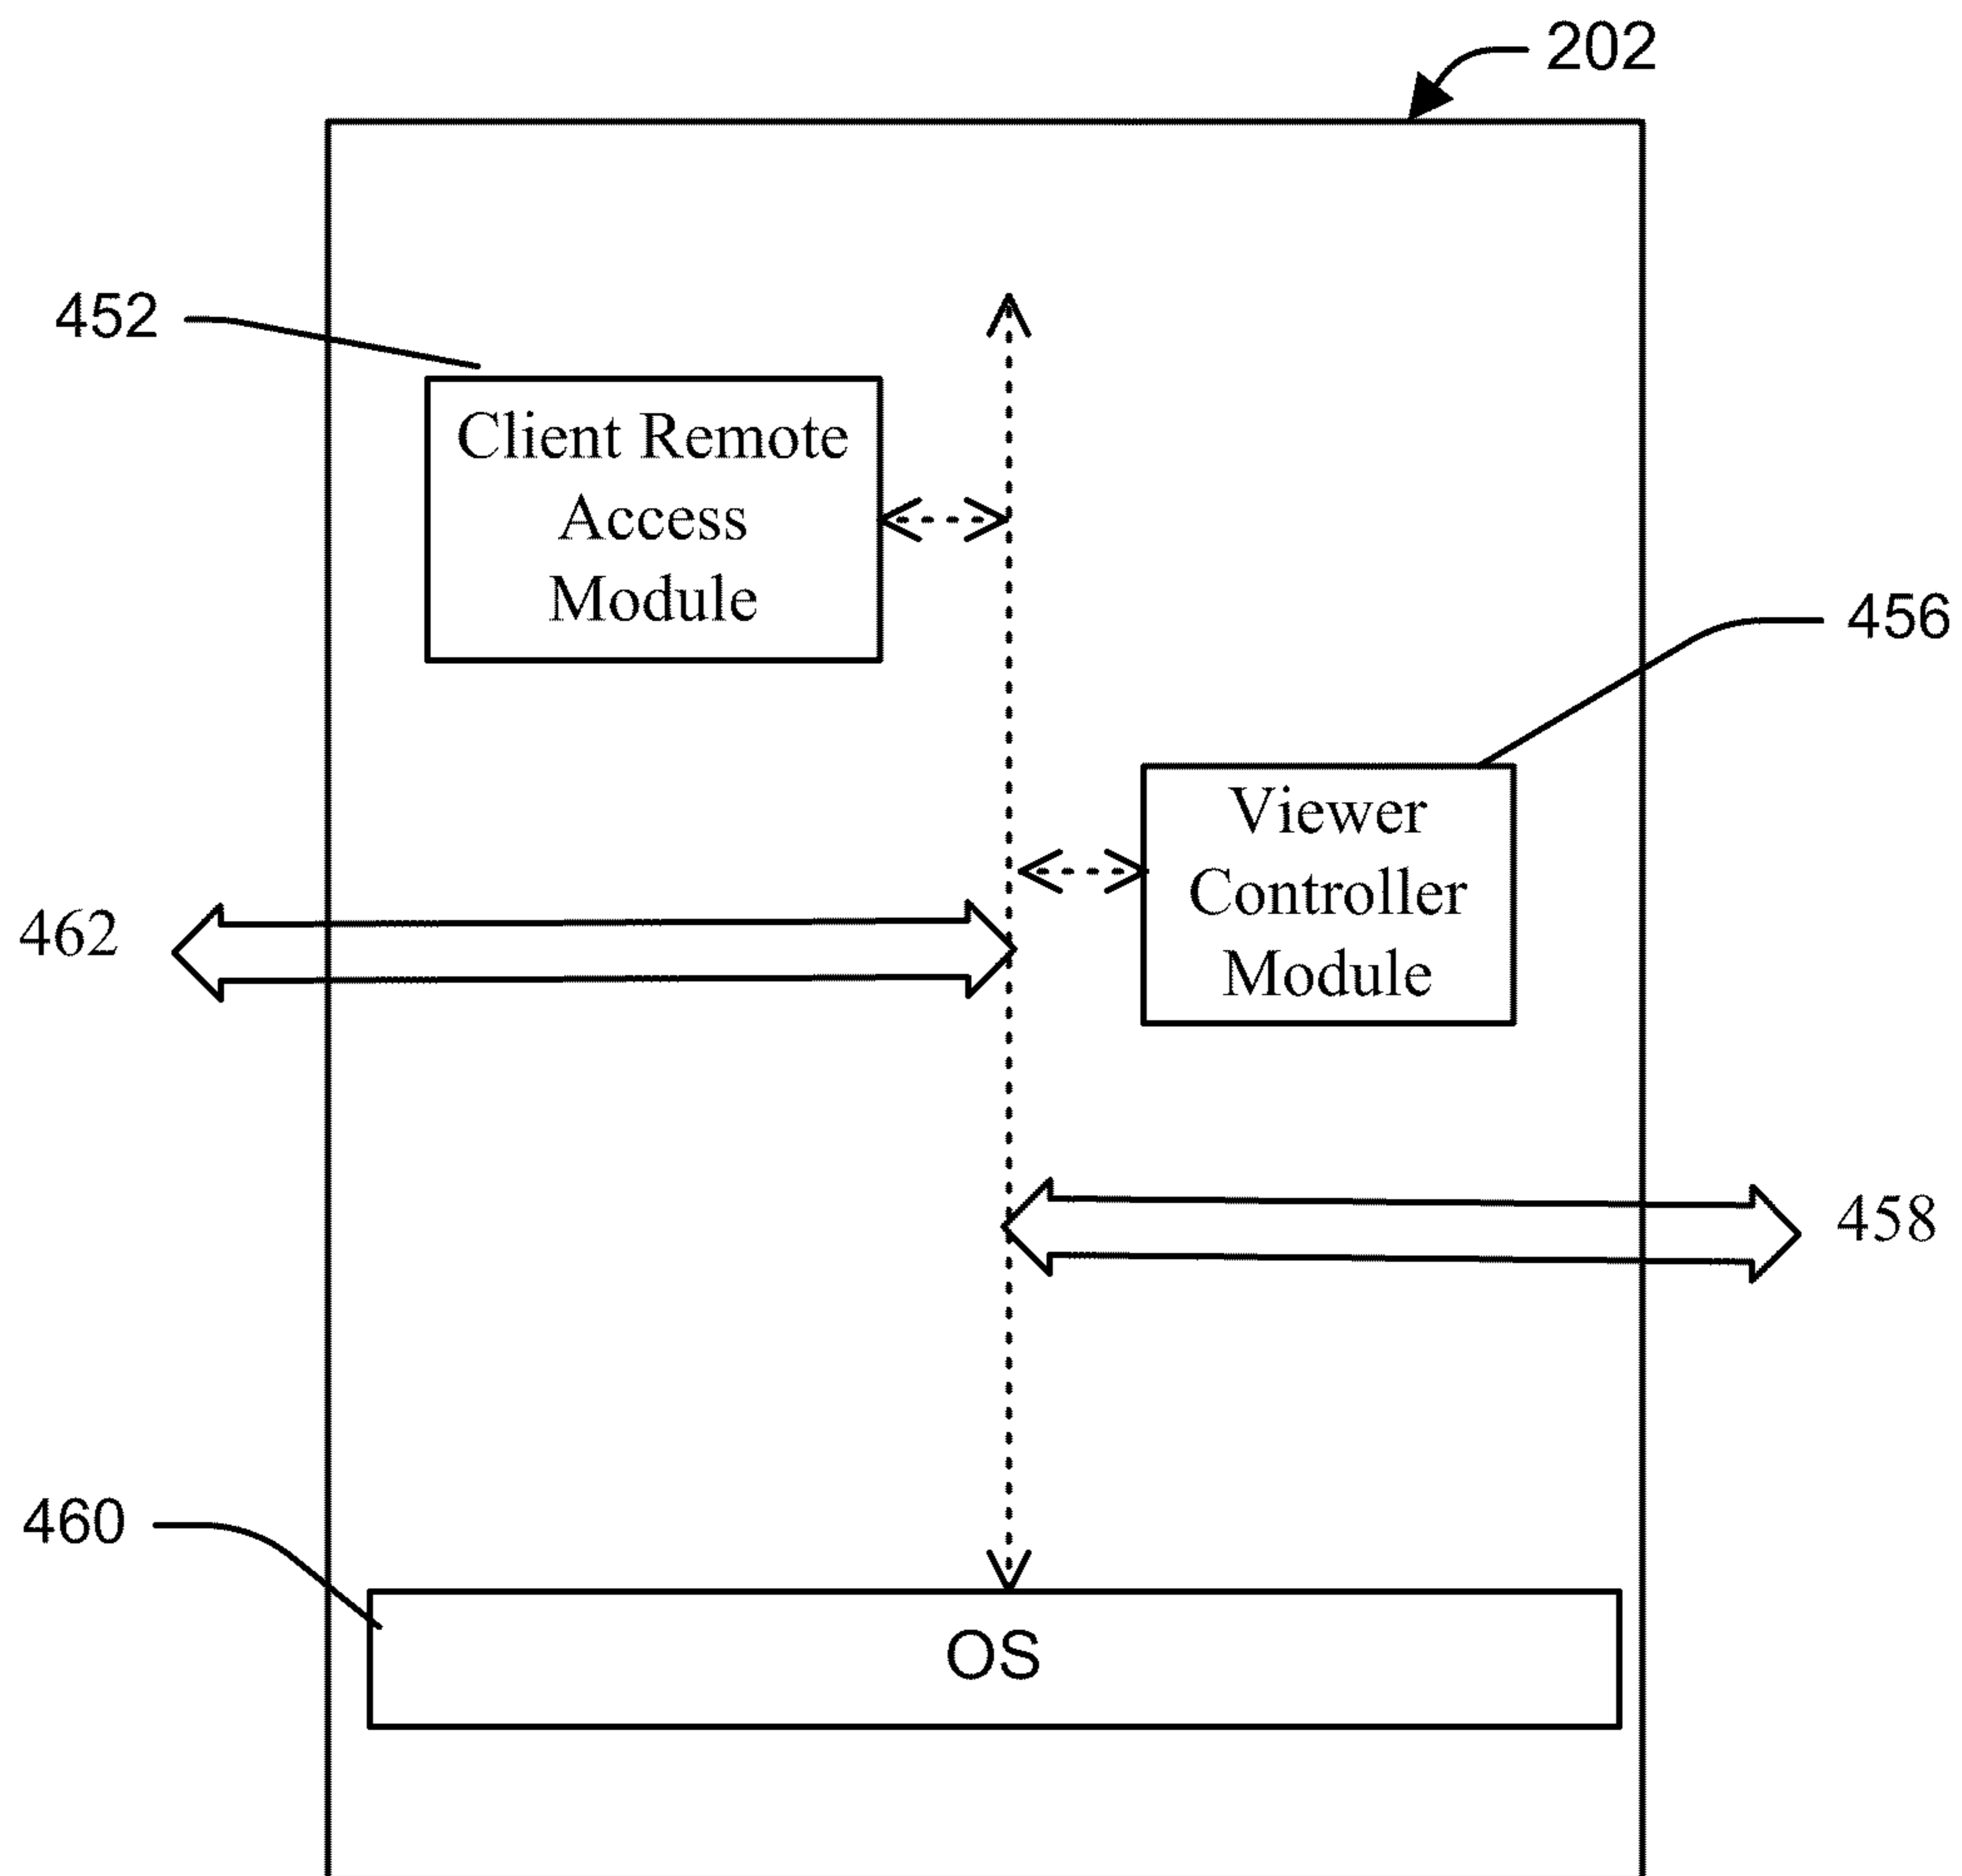 202
452
Client Remote
Access
Module
456
Viewer
Controller
Module
462
458
460
OS